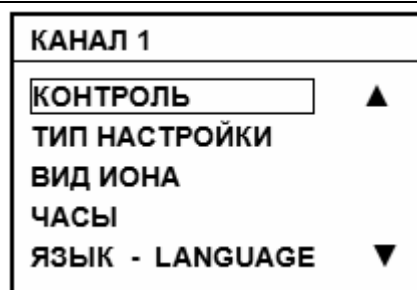 КАНАЛ 1
КОНТРОЛЬ
ТИП НАСТРОЙКИ
ВИД ИОНА
ЧАСЫ
ЯЗЫК - LANGUAGE